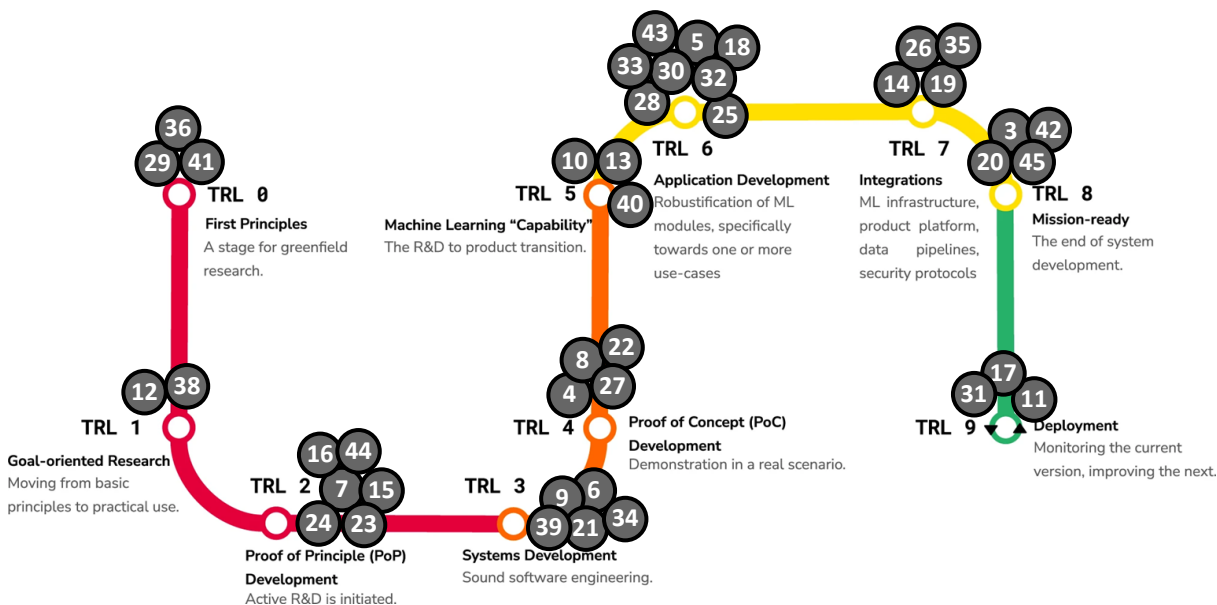 36
29
41
TRL 0
First Principles
A stage for greenfield
research.
12
38
TRL 1
Goal-oriented Research
Moving from basic
principles to practical use.
16
44
7
15
24
23
TRL 2
Proof of Principle (PoP)
Development
Active R&D is initiated.
TRL 3
9
6
39
21
34
Systems Development
Sound software engineering.
8
22
4
27
TRL 4
Proof of Concept (PoC)
Development
Demonstration in a real scenario.
10
13
40
TRL 5
Machine Learning “Capability”
The R&D to product transition.
43
5
18
33
30
32
28
25
TRL 6
Application Development
Robustification of ML
modules, specifically
towards one or more
use-cases
26
35
14
19
TRL 7
Integrations
ML infrastructure,
product platform,
data pipelines,
security protocols
3
42
20
45
TRL 8
Mission-ready
The end of system
development.
17
31
11
TRL 9
Deployment
Monitoring the current
version, improving the next.